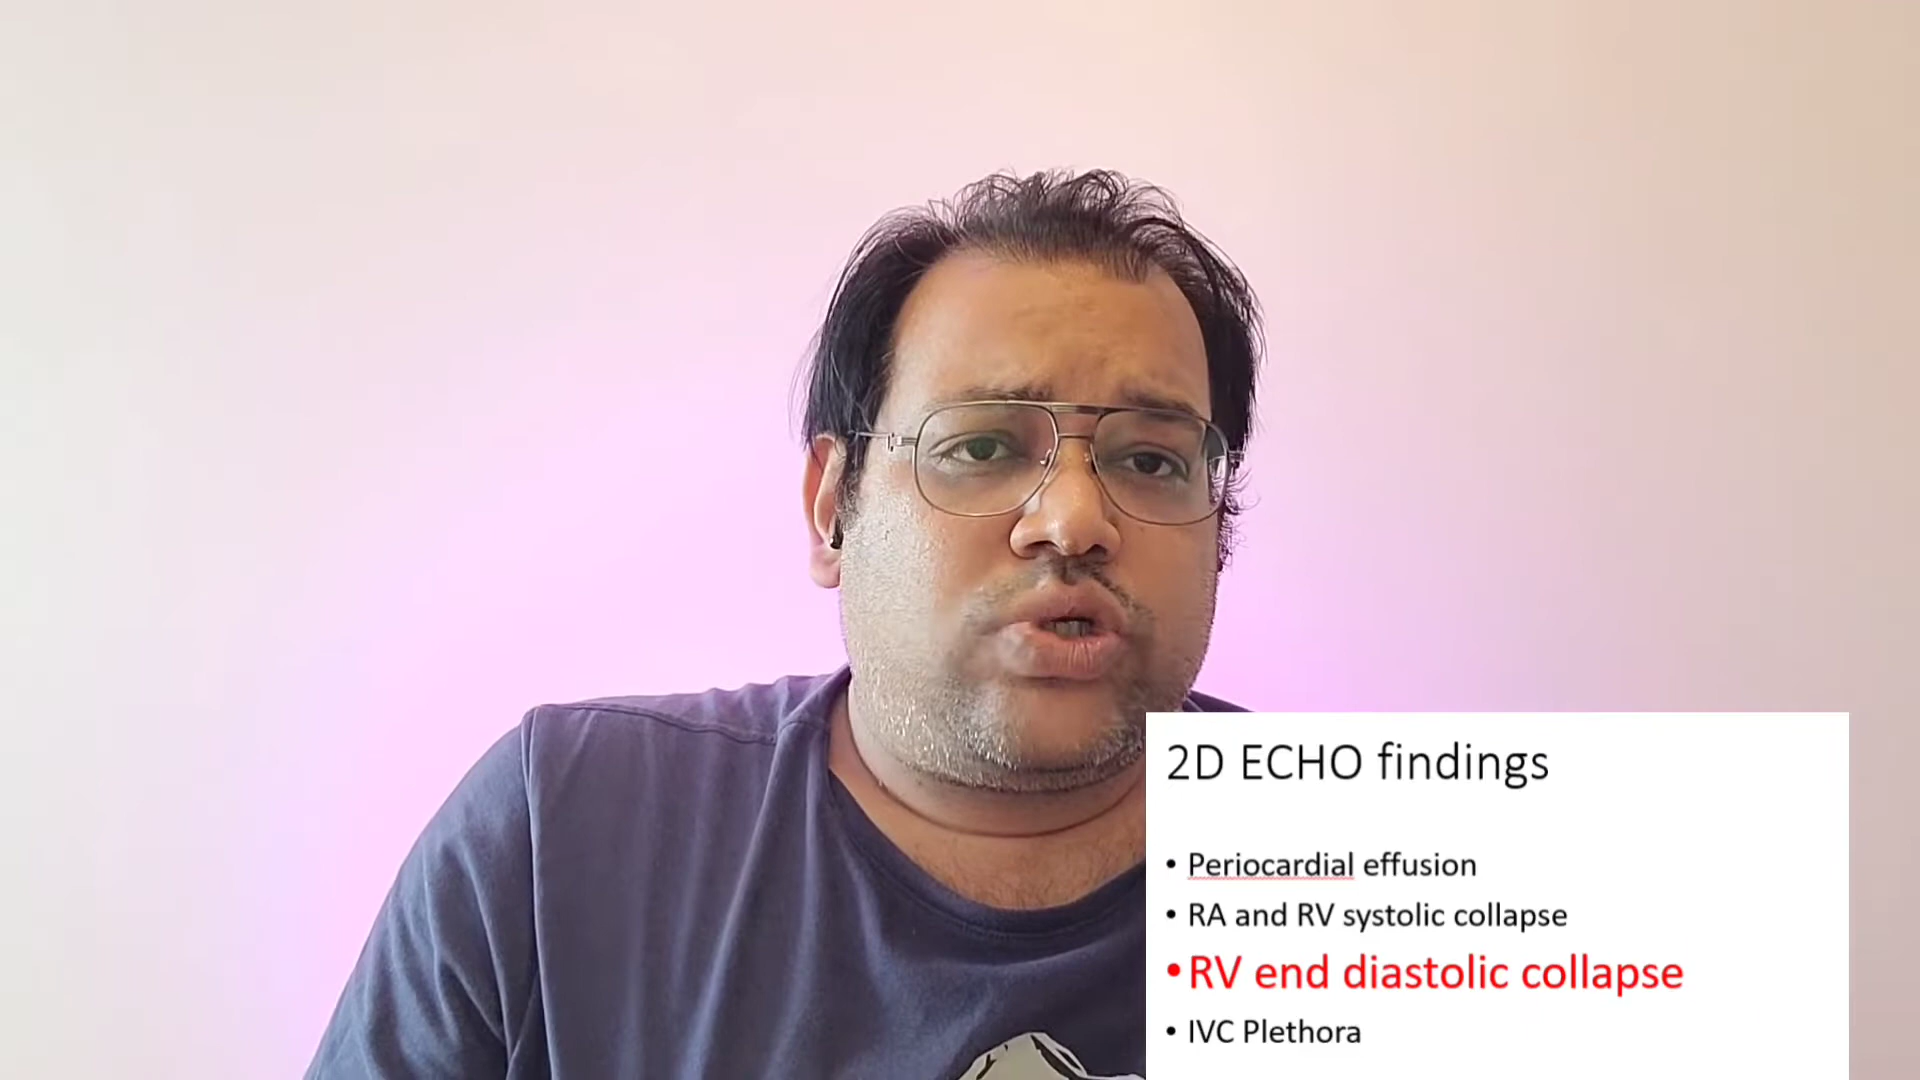 2D ECHO findings
• Periocardial effusion
• RA and RV systolic collapse
• RV end diastolic collapse
• IVC Plethora